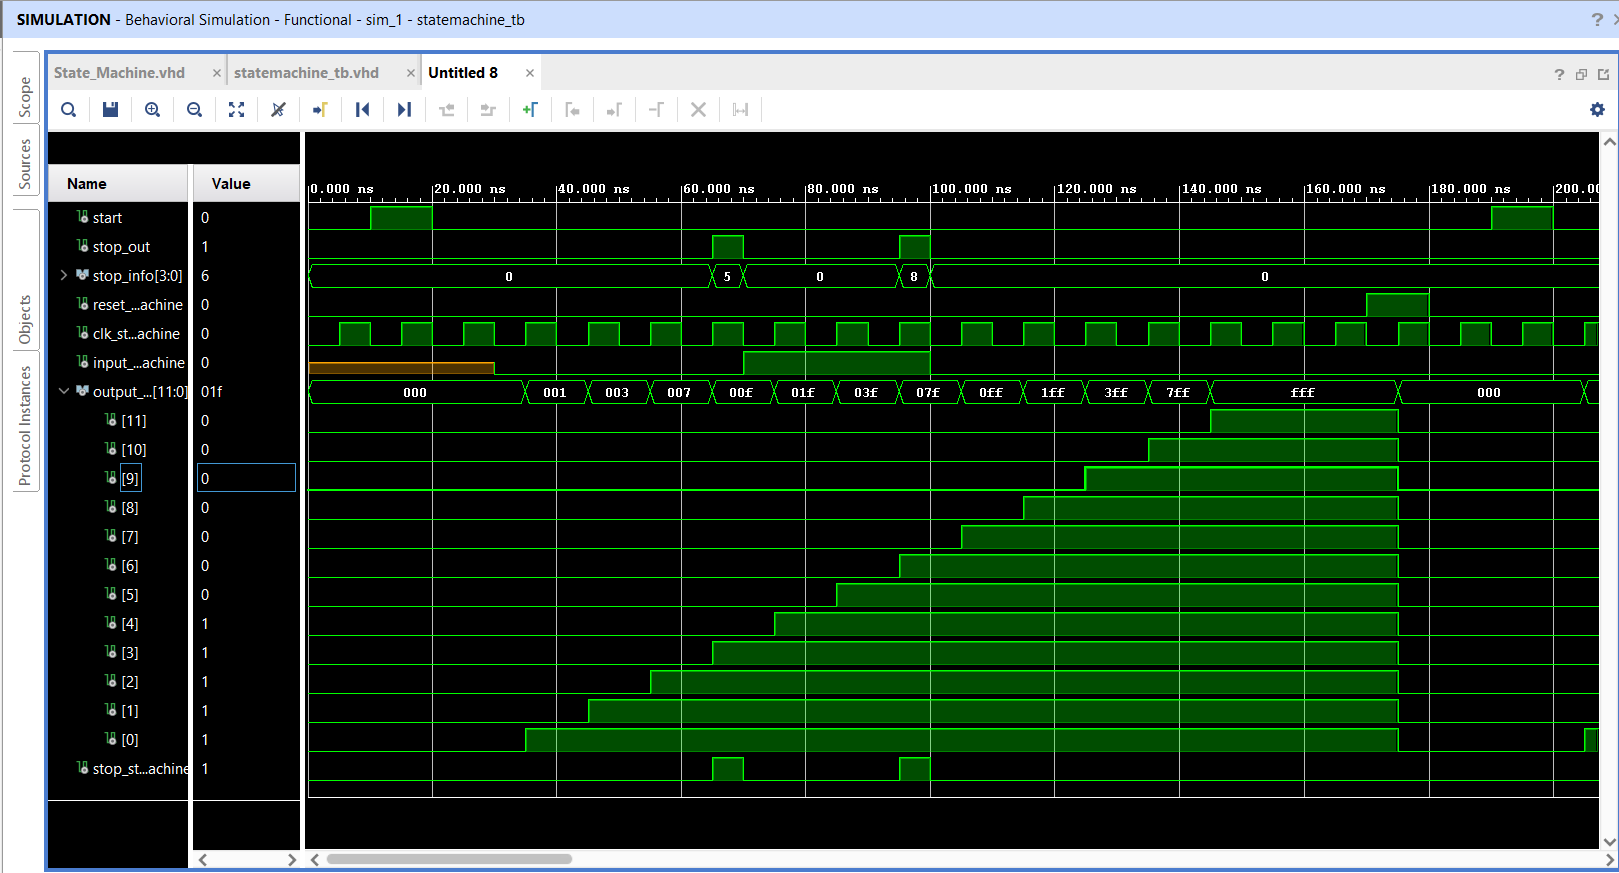 SIMULATION - Behavioral Simulation - Functional - sim_1 - statemachine_tb
?
Scope
Sources
Objects
Protocol Instances
State_Machine.vhd × statemachine_tb.vhd × Untitled 8 ×
?
Name Value
0.000 ns 20.000 ns 40.000 ns 60.000 ns 80.000 ns 100.000 ns 120.000 ns 140.000 ns 160.000 ns 180.000 ns 200.00
start 0
stop_out 1
stop_info[3:0] 6 0 5 0 8 0
reset_...achine 0
clk_st...achine 0
input_...achine 0
output_...[11:0] 01f 000 001 003 007 00f 01f 03f 07f 0ff 1ff 3ff 7ff fff 000
[11] 0
[10] 0
[9] 0
[8] 0
[7] 0
[6] 0
[5] 0
[4] 1
[3] 1
[2] 1
[1] 1
[0] 1
stop_st...achine 1